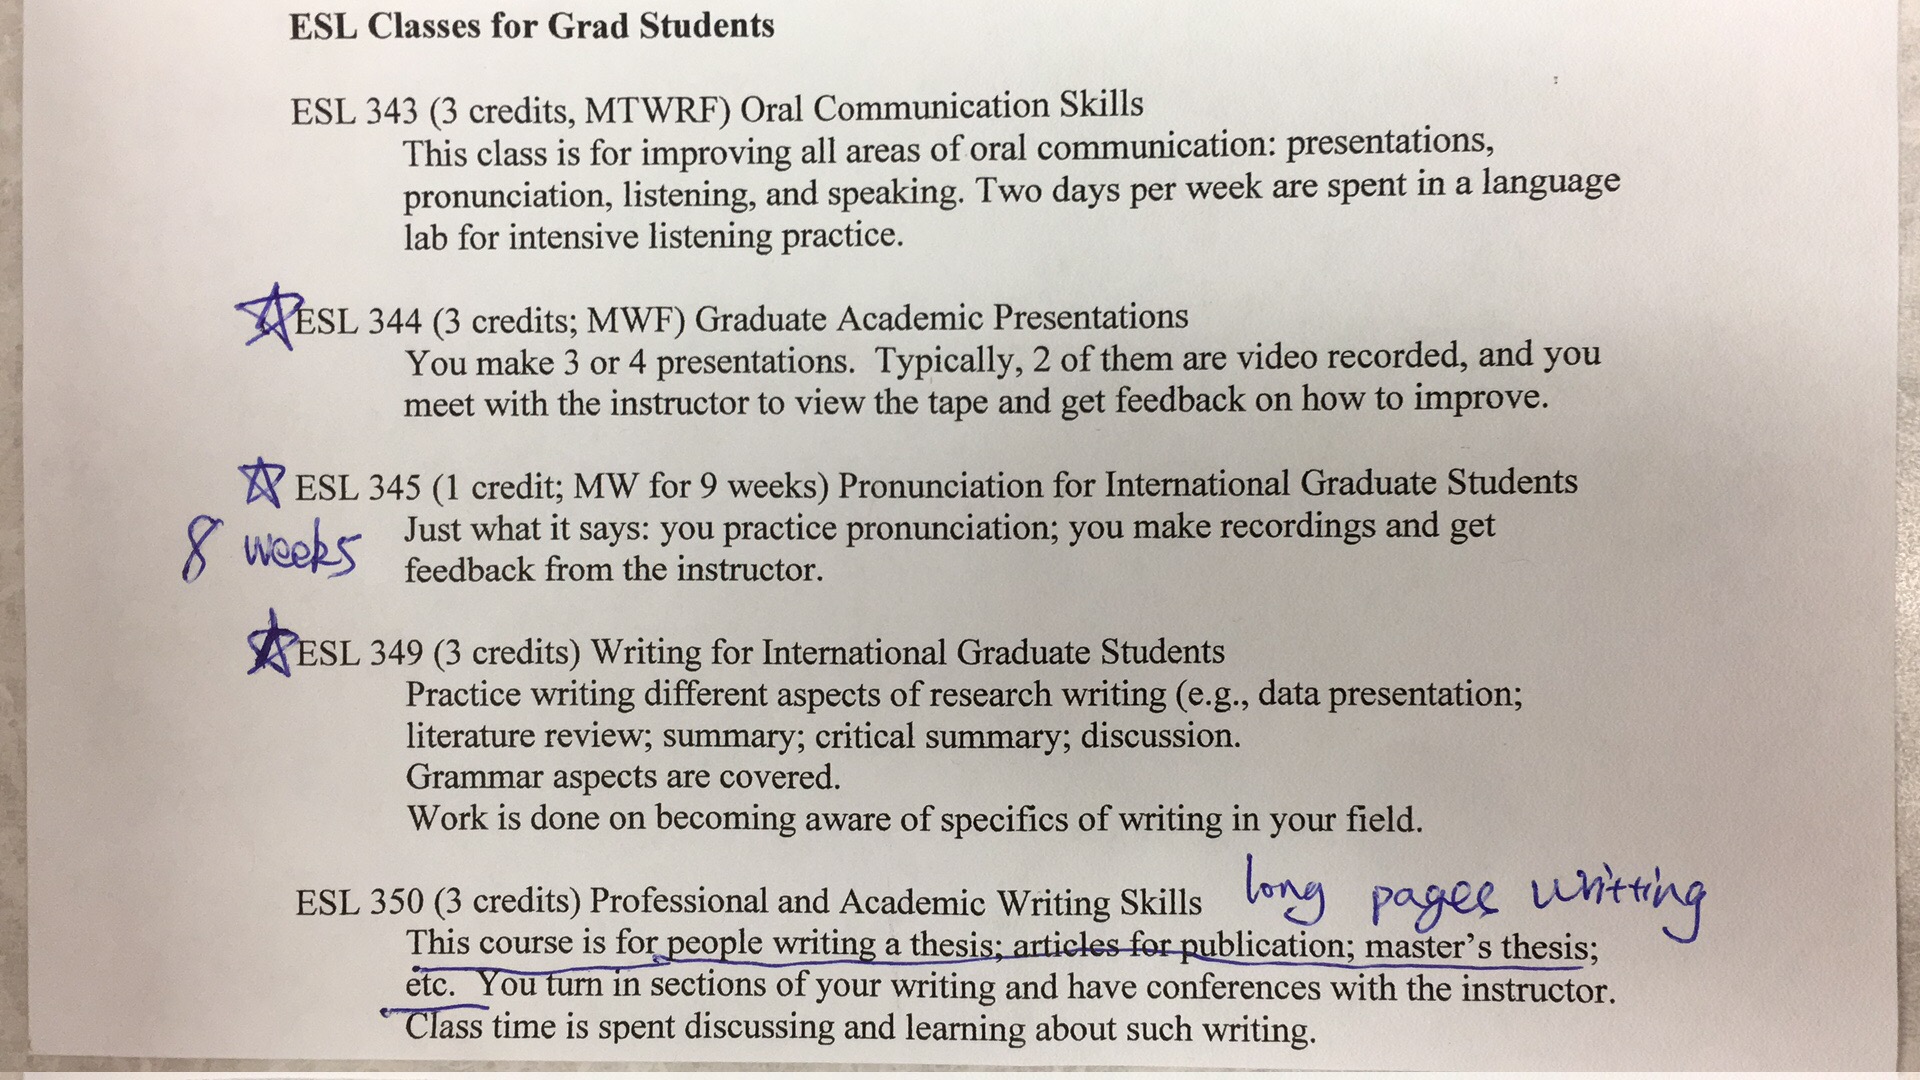 ESL Classes for Grad Students
ESL 343 (3 credits, MTWRF) Oral Communication Skills
This class is for improving all areas of oral communication: presentations,
pronunciation, listening, and speaking. Two days per week are spent in a language
lab for intensive listening practice.
ESL 344 (3 credits; MWF) Graduate Academic Presentations
You make 3 or 4 presentations. Typically, 2 of them are video recorded, and you
meet with the instructor to view the tape and get feedback on how to improve.
ESL 345 (1 credit; MW for 9 weeks) Pronunciation for International Graduate Students
8 weeks
Just what it says: you practice pronunciation; you make recordings and get
feedback from the instructor.
ESL 349 (3 credits) Writing for International Graduate Students
Practice writing different aspects of research writing (e.g., data presentation;
literature review; summary; critical summary; discussion.
Grammar aspects are covered.
Work is done on becoming aware of specifics of writing in your field.
ESL 350 (3 credits) Professional and Academic Writing Skills long pages writting
This course is for people writing a thesis; articles for publication; master's thesis;
etc. You turn in sections of your writing and have conferences with the instructor.
Class time is spent discussing and learning about such writing.